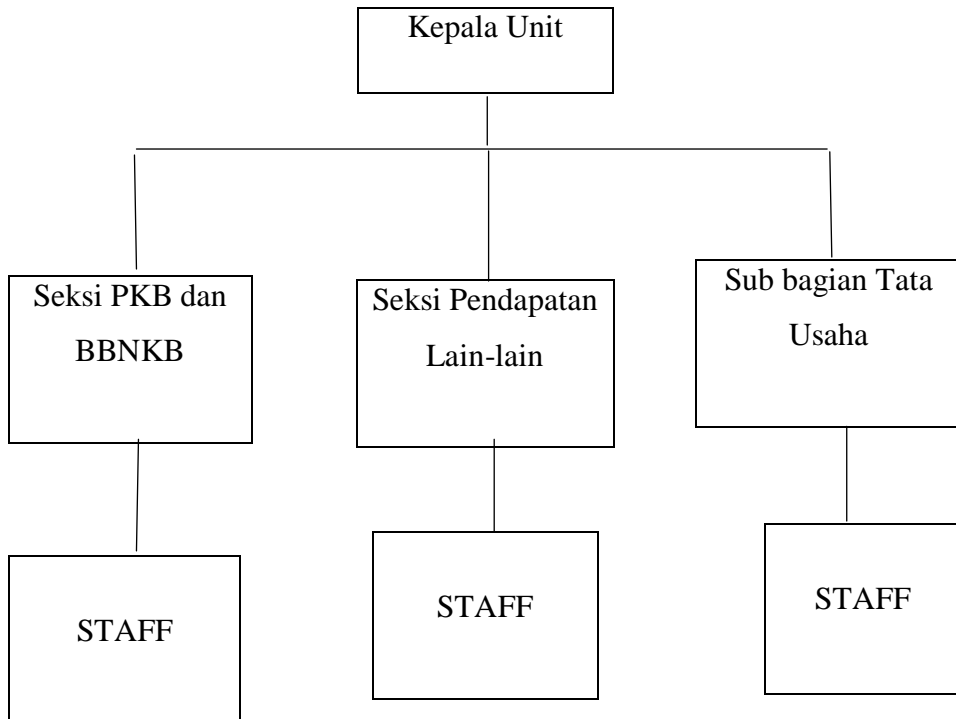 Kepala Unit
Seksi PKB dan
BBNKB
Seksi Pendapatan
Lain-lain
Sub bagian Tata
Usaha
STAFF
STAFF
STAFF